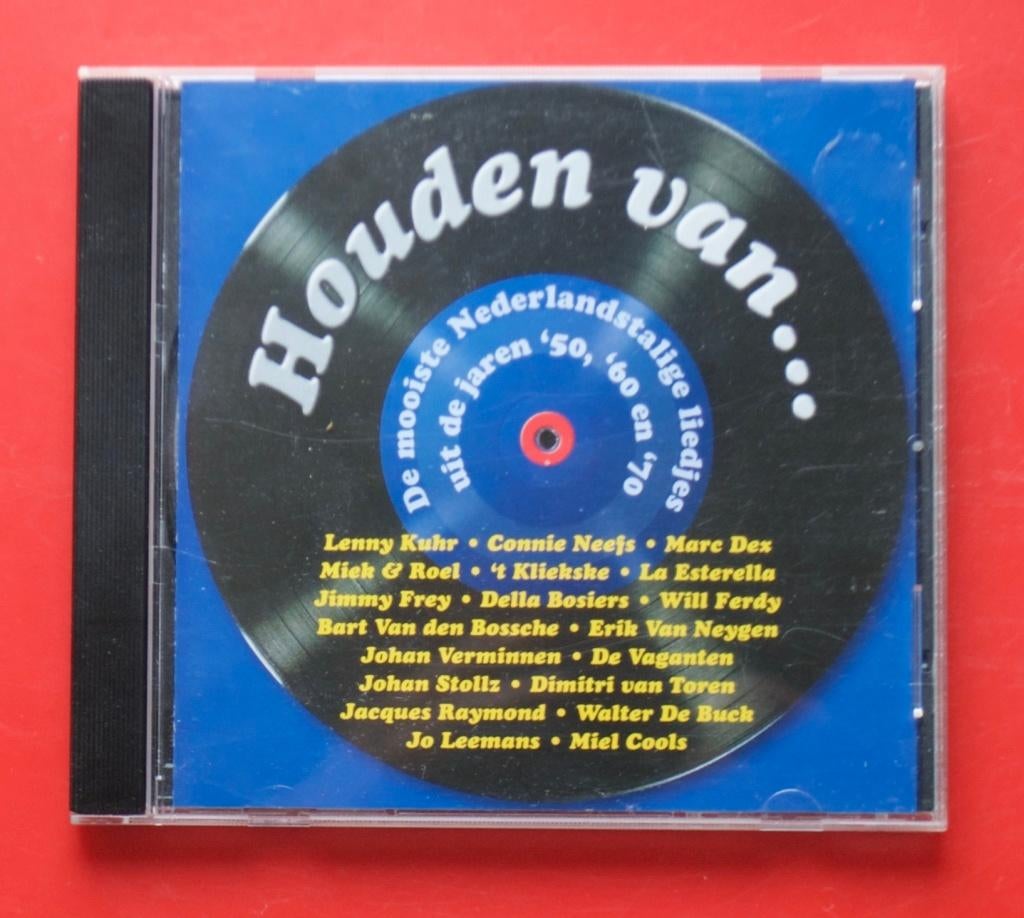 Houden van...
De mooiste Nederlandstalige liedjes
uit de jaren ‘50, ‘60 en ‘70
Lenny Kuhr • Connie Neefs • Marc Dex
Miek & Roel • ‘t Kliekske • La Esterella
Jimmy Frey • Della Bosiers • Will Ferdy
Bart Van den Bossche • Erik Van Neygen
Johan Verminnen • De Vaganten
Johan Stollz • Dimitri van Toren
Jacques Raymond • Walter De Buck
Jo Leemans • Miel Cools